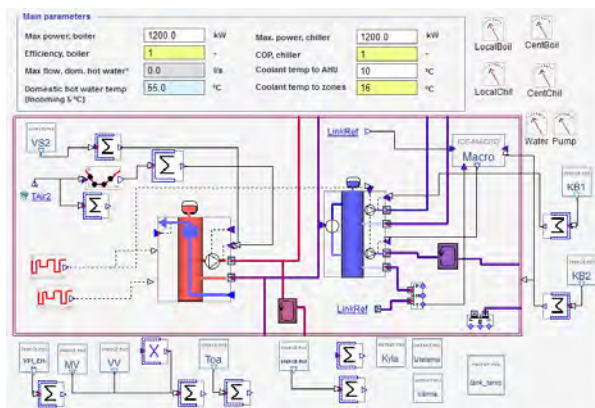 Main parameters
Max power, boiler 1200.0 kW
Max. power, chiller 1200.0 kW
Efficiency, boiler 1 -
COP, chiller 1 -
Max flow, dom. hot water* 0.0 l/s
Coolant temp to AHU 10 °C
Domestic hot water temp 55.0 °C
(Incoming 5 °C)
Coolant temp to zones 16 °C
LocalBoil
CentBoil
LocalChil
CentChil
Water
Pump
VS2
LinkRef
Macro
TAir2
KB1
KB2
LinkRef
MV
VV
X
Toa
Kyla